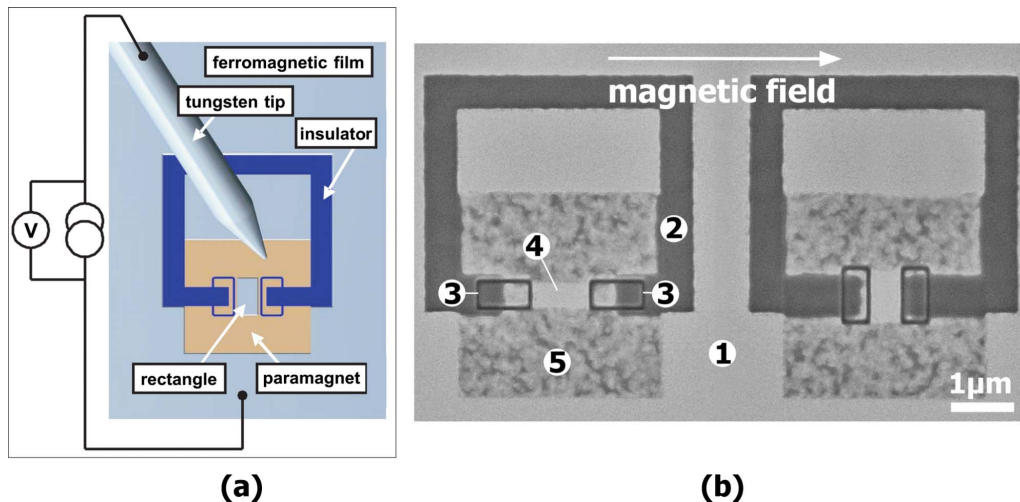 ferromagnetic film
tungsten tip
insulator
V
rectangle
paramagnet
(a)
magnetic field
2
4
3
3
1
5
1µm
(b)